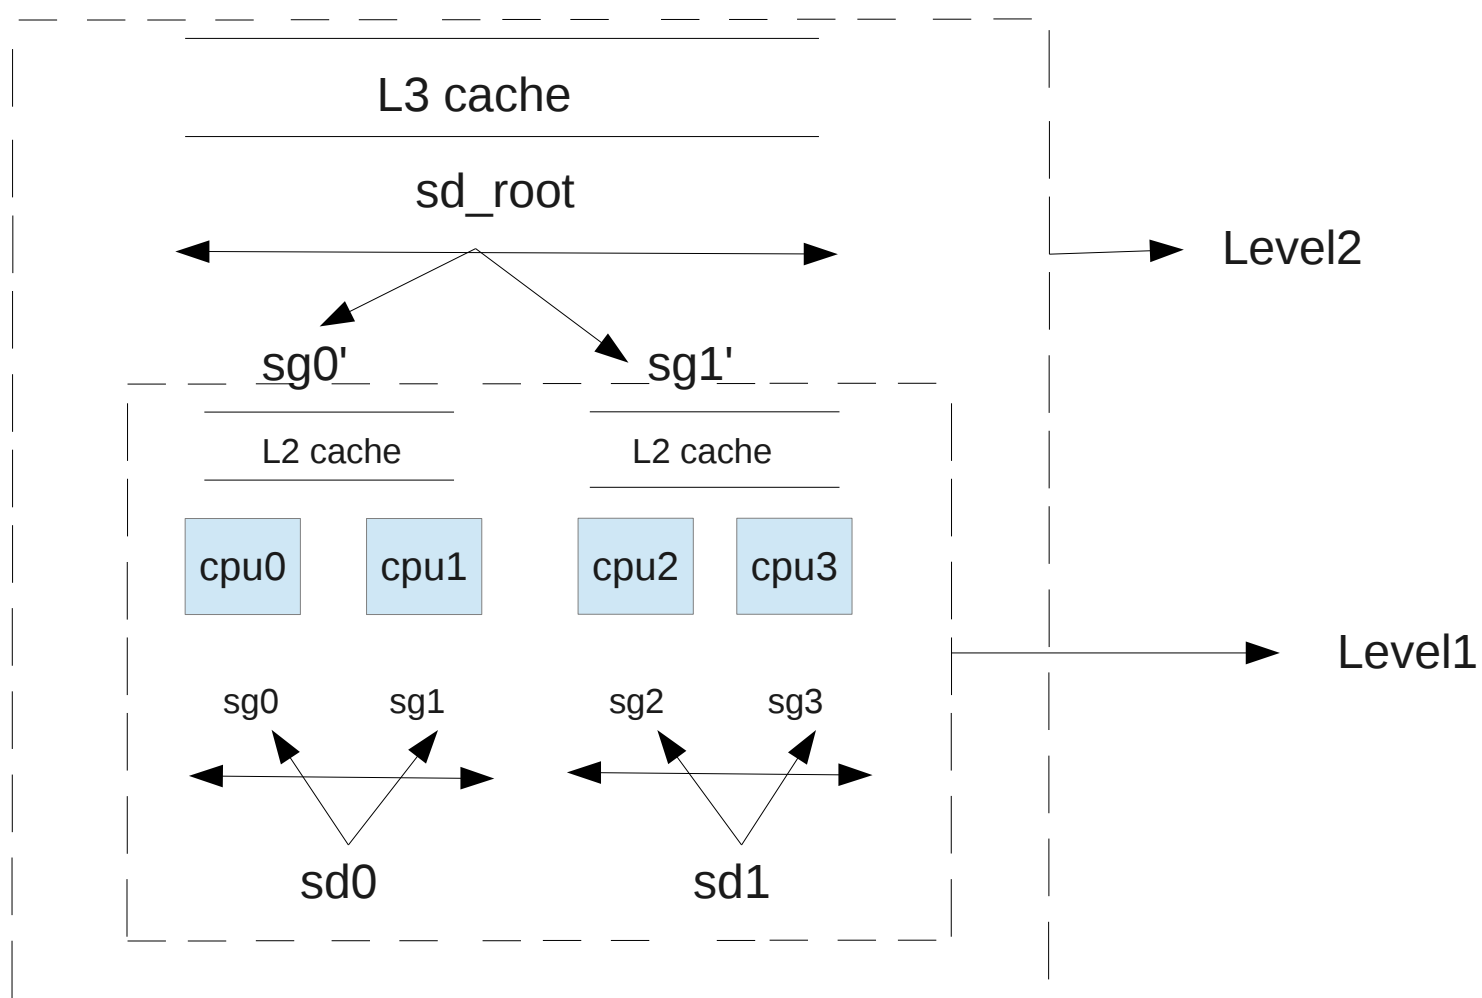 L3 cache
sd_root
Level2
sg0' sg1'
L2 cache L2 cache
cpu0 cpu1 cpu2 cpu3
Level1
sg0 sg1 sg2 sg3
sd0 sd1